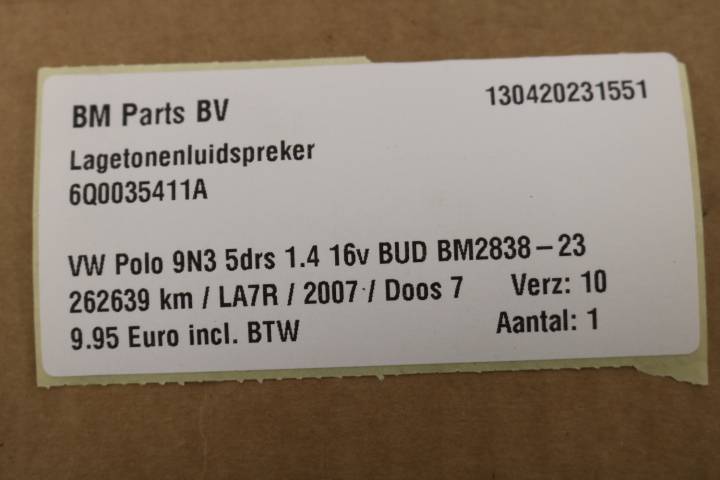 BM Parts BV 130420231551
Lagetonenluidspreker
6Q0035411A
VW Polo 9N3 5drs 1.4 16v BUD BM2838-23
262639 km / LA7R / 2007 / Doos 7 Verz: 10
9.95 Euro incl. BTW Aantal: 1